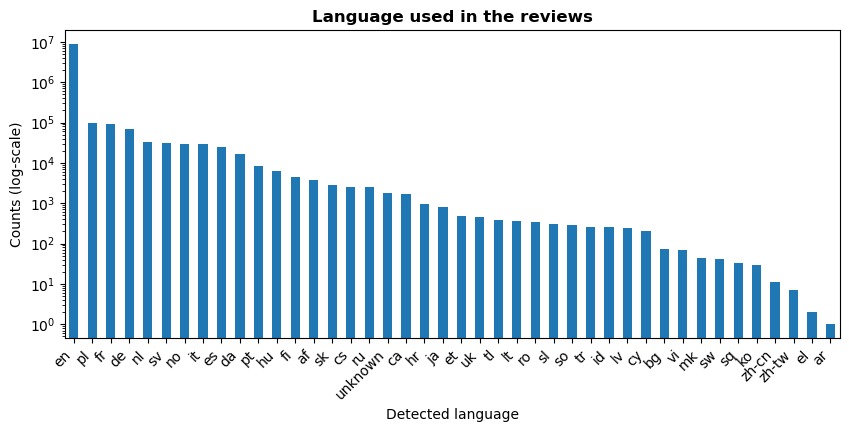 Language used in the reviews
Counts (log-scale)
10^7
10^6
10^5
10^4
10^3
10^2
10^1
10^0
en pl fr de nl sv no it es da pt hu fi af sk cs ru unknown ca hr ja et uk tl lt ro sl so tr id lv cy bg vi mk sw sq ko zh-cn zh-tw el ar
Detected language